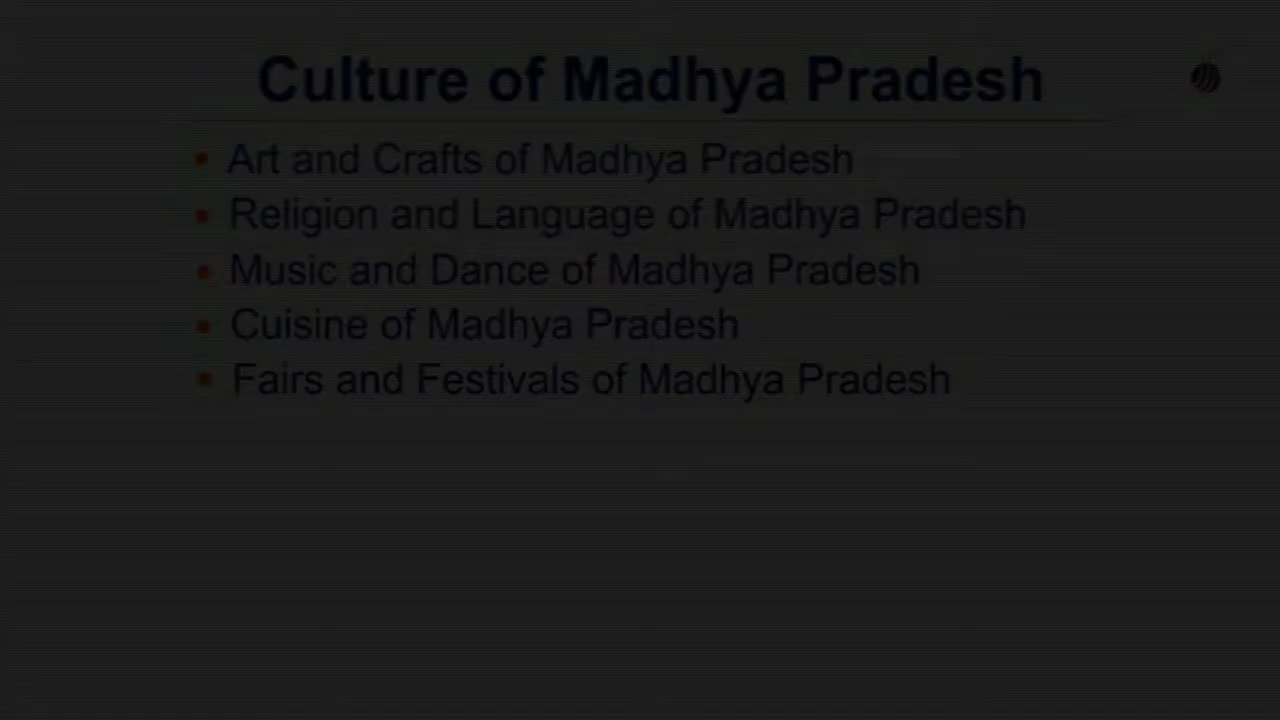 Culture of Madhya Pradesh
Art and Crafts of Madhya Pradesh
Religion and Language of Madhya Pradesh
Music and Dance of Madhya Pradesh
Cuisine of Madhya Pradesh
Fairs and Festivals of Madhya Pradesh